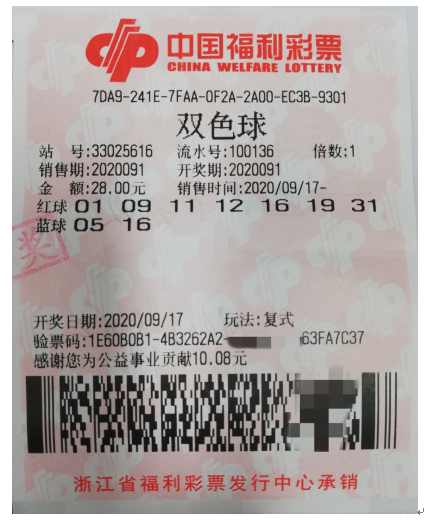 中国福利彩票
CHINA WELFARE LOTTERY
7DA9-241E-7FAA-0F2A-2A00-EC3B-9301
双色球
站 号:33025616 流水号:100136 倍数:1
销售期:2020091 开奖期:2020091
金 额:28.00元 销售时间:2020/09/17-
红球 01 09 11 12 16 19 31
蓝球 05 16
奖
开奖日期:2020/09/17 玩法:复式
验票码:1E60B0B1-4B3262A2- 63FA7C37
感谢您为公益事业贡献10.08元
浙江省福利彩票发行中心承销